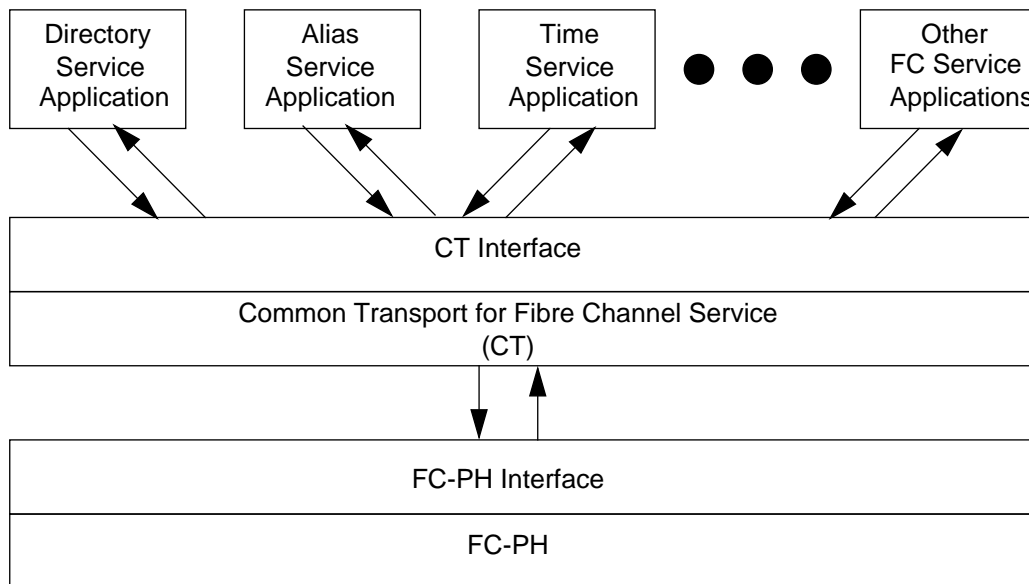 Directory
Service
Application
Alias
Service
Application
Time
Service
Application
Other
FC Service
Applications
CT Interface
Common Transport for Fibre Channel Service
(CT)
FC-PH Interface
FC-PH